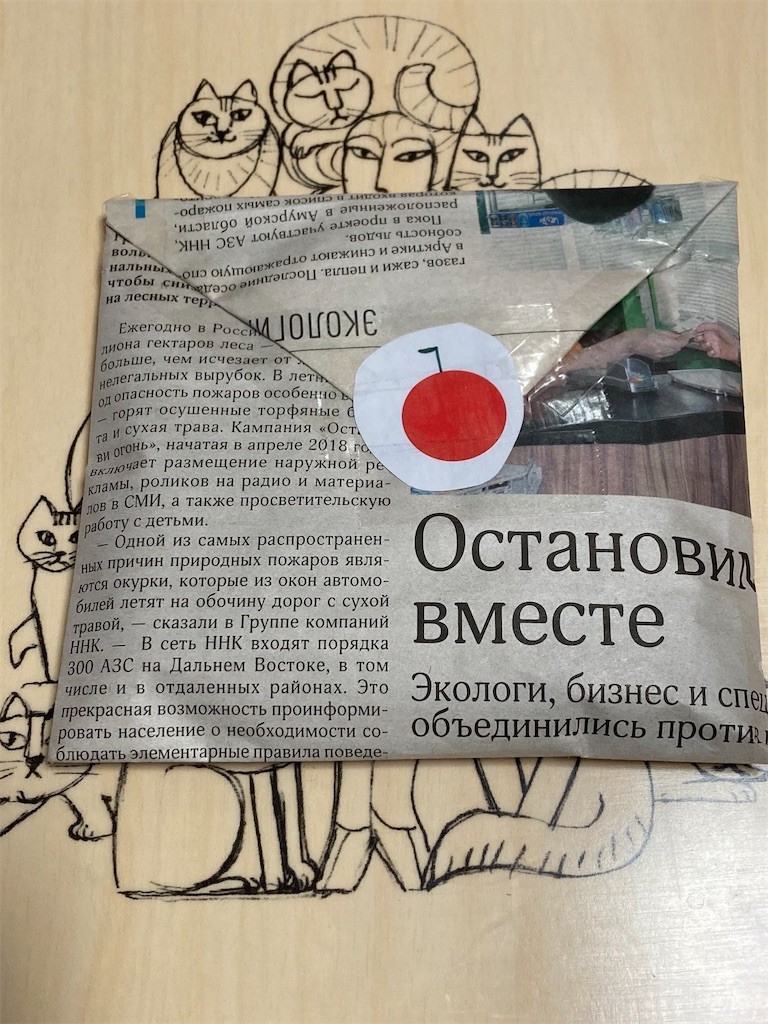 которая входит в список самых пожаро-
расположенные в Амурской области,
Пока в проекте участвуют АЗС ННК,
собность льдов.
в Арктике и снижают отражающую спо-
газов, сажи и пепла. Последние оседа
ЭКОЛОГИ
нальны
чтобы сни
на лесных терр
Ежегодно в Росси
лиона гектаров леса —
больше, чем исчезает от
нелегальных вырубок. В летн
од опасность пожаров особенно в
— горят осушенные торфяные б
та и сухая трава. Кампания «Ост
ви огонь», начатая в апреле 2018 го
включает размещение наружной ре-
кламы, роликов на радио и материа-
лов в СМИ, а также просветительскую
работу с детьми.
— Одной из самых распространен-
ных причин природных пожаров явля-
ются окурки, которые из окон автомо-
билей летят на обочину дорог с сухой
травой, — сказали в Группе компаний
ННК. — В сеть ННК входят порядка
300 АЗС на Дальнем Востоке, в том
числе и в отдаленных районах. Это
прекрасная возможность проинформи-
ровать население о необходимости со-
блюдать элементарные правила поведе-
Остановим
вместе
Экологи, бизнес и спец
объединились против